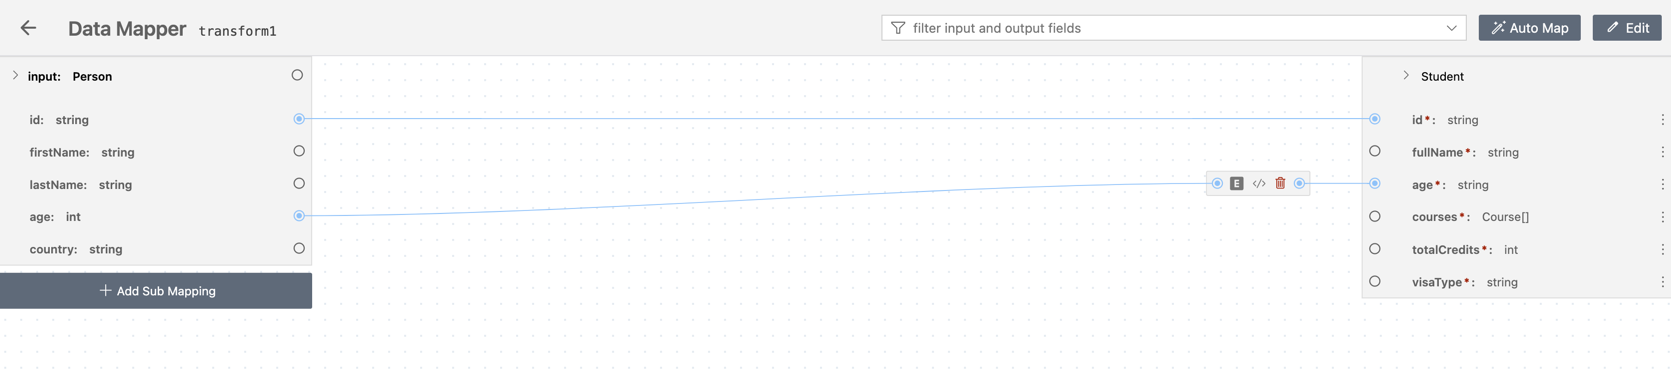 Data Mapper transform1
filter input and output fields
Auto Map
Edit
input: Person
id: string
firstName: string
lastName: string
age: int
country: string
Add Sub Mapping
E </>
Student
id*: string
fullName*: string
age*: string
courses*: Course[]
totalCredits*: int
visaType*: string